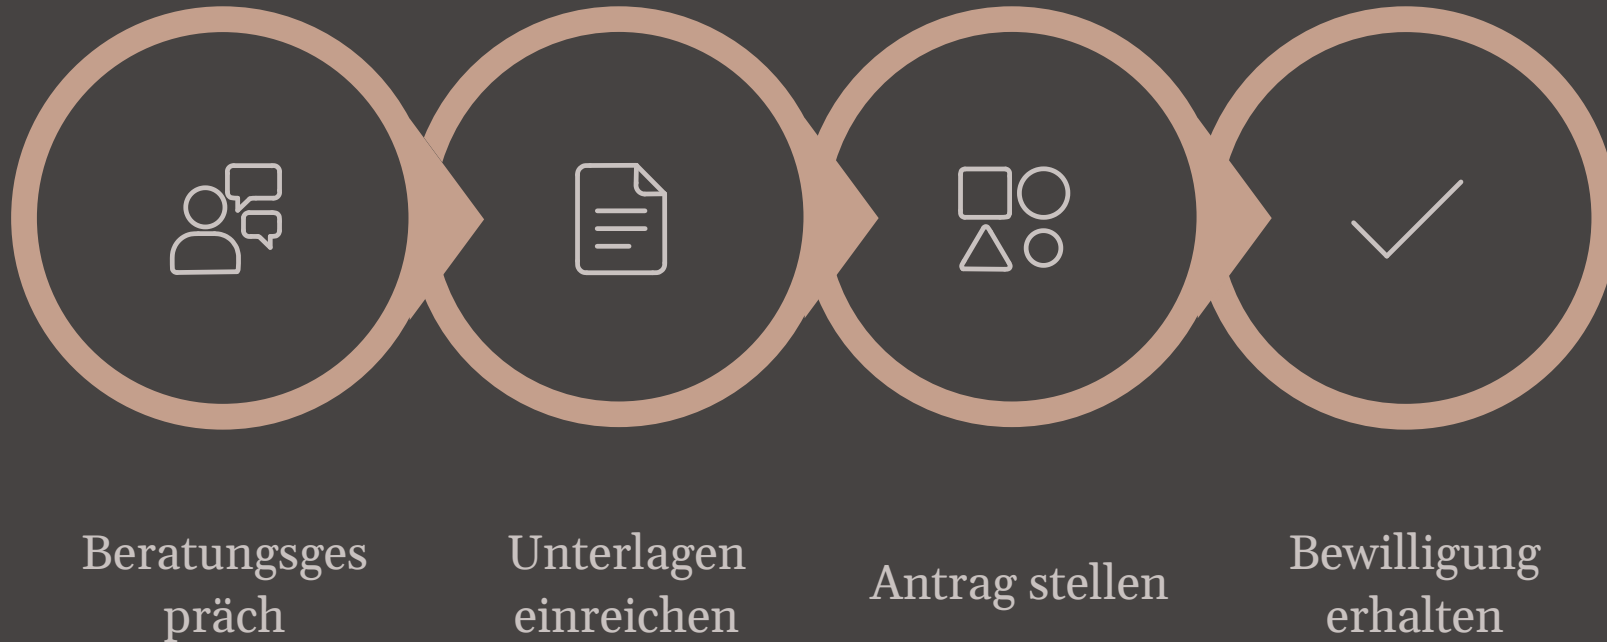 Beratungsges
präch
Unterlagen
einreichen
Antrag stellen
Bewilligung
erhalten